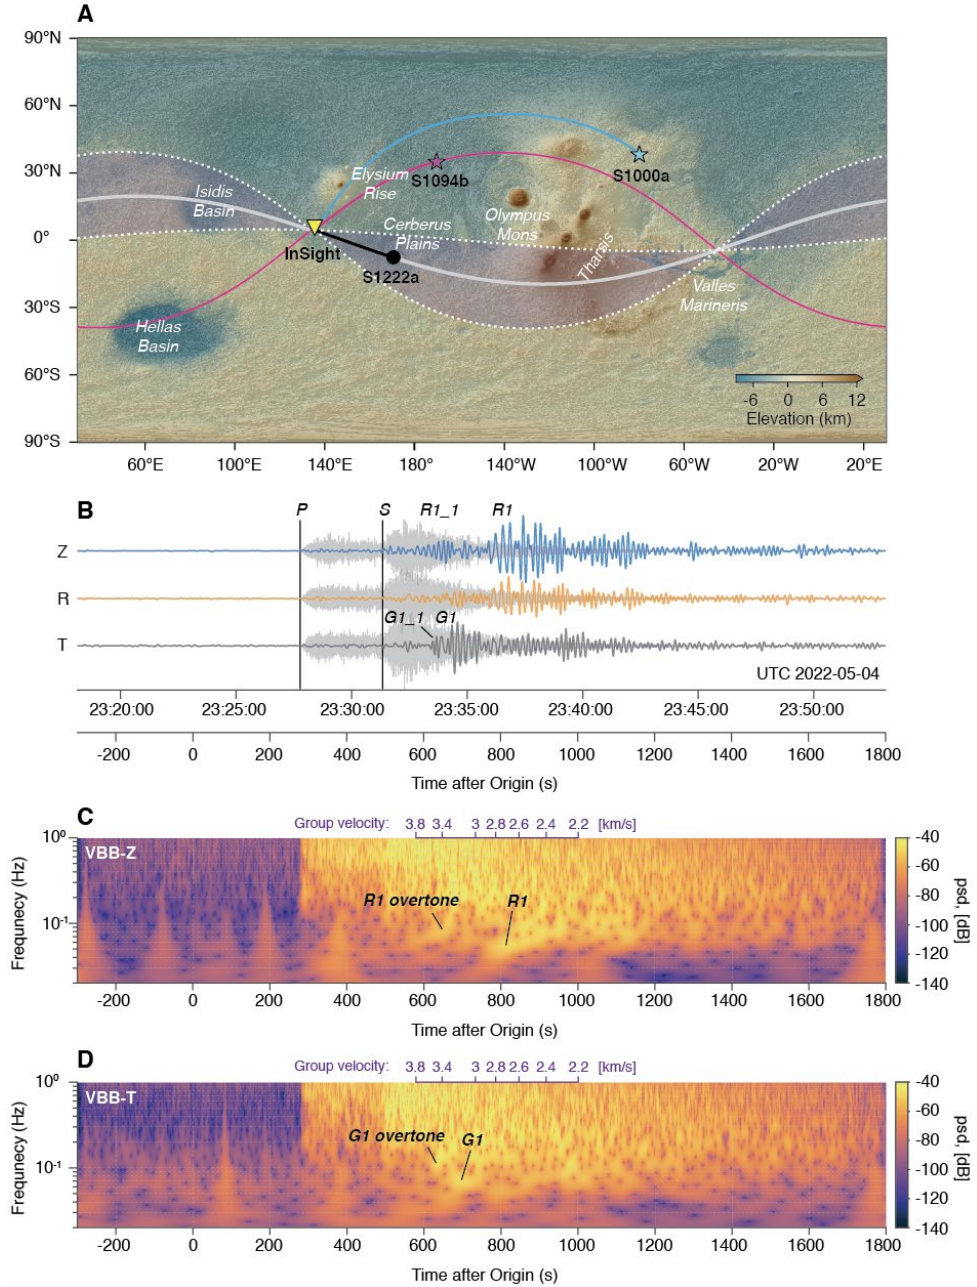 A
90°N
60°N
30°N
0°
30°S
60°S
90°S
Isidis
Basin
Elysium
Rise
S1094b
S1000a
Cerberus
Plains
Olympus
Mons
Tharsis
InSight
S1222a
Valles
Marineris
Hellas
Basin
-6 0 6 12
Elevation (km)
60°E 100°E 140°E 180° 140°W 100°W 60°W 20°W 20°E
B
P S R1_1 R1
Z
R
G1_1 G1
T
UTC 2022-05-04
23:20:00 23:25:00 23:30:00 23:35:00 23:40:00 23:45:00 23:50:00
-200 0 200 400 600 800 1000 1200 1400 1600 1800
Time after Origin (s)
C
Group velocity: 3.8 3.4 3 2.8 2.6 2.4 2.2 [km/s]
VBB-Z
R1 overtone R1
10⁰
10⁻¹
Frequnecy (Hz)
-40
-60
-80
-100
-120
-140
psd. [dB]
-200 0 200 400 600 800 1000 1200 1400 1600 1800
Time after Origin (s)
D
Group velocity: 3.8 3.4 3 2.8 2.6 2.4 2.2 [km/s]
VBB-T
G1 overtone G1
10⁰
10⁻¹
Frequnecy (Hz)
-40
-60
-80
-100
-120
-140
psd. [dB]
-200 0 200 400 600 800 1000 1200 1400 1600 1800
Time after Origin (s)